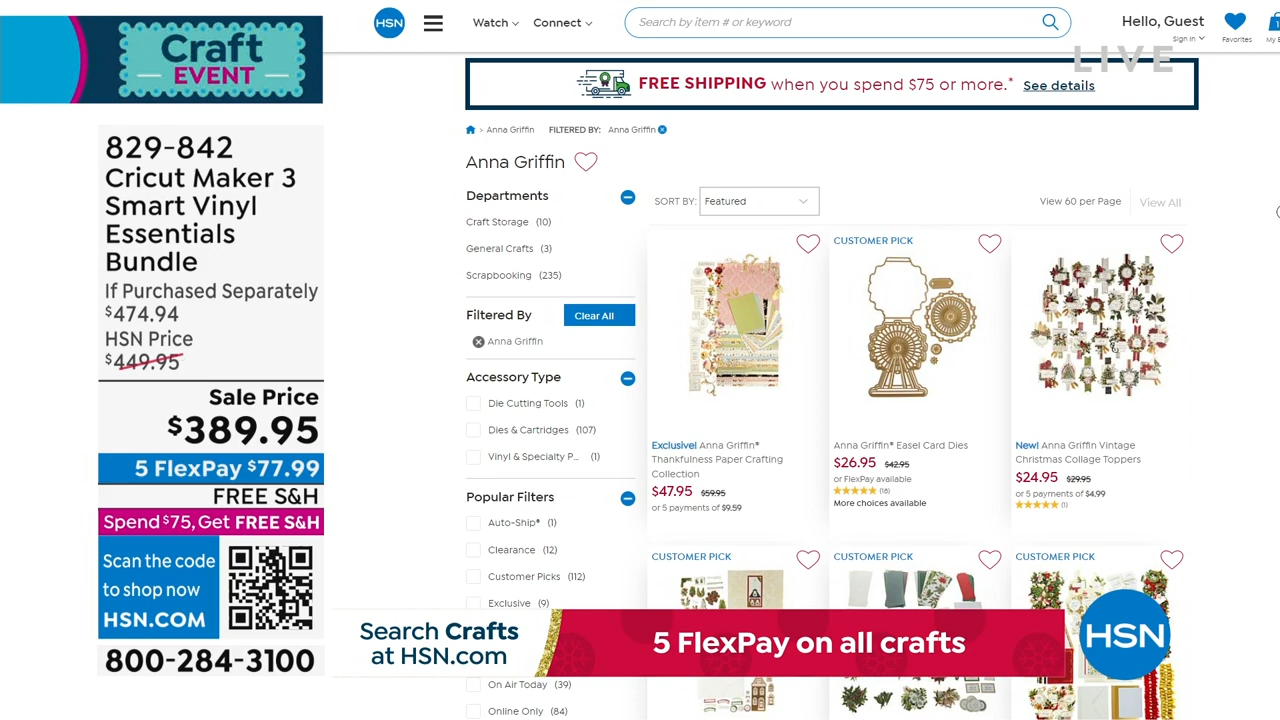 Craft
EVENT
829-842
Cricut Maker 3
Smart Vinyl
Essentials
Bundle
If Purchased Separately
$474.94
HSN Price
$449.95
Sale Price
$389.95
5 FlexPay $77.99
FREE S&H
Spend $75, Get FREE S&H
Scan the code
to shop now
HSN.COM
800-284-3100
HSN
Watch
Connect
Search by item # or keyword
Hello, Guest
Sign In
Favorites
My
LIVE
FREE SHIPPING when you spend $75 or more.* See details
> Anna Griffin FILTERED BY: Anna Griffin
Anna Griffin
Departments
Craft Storage (10)
General Crafts (3)
Scrapbooking (235)
Filtered By Clear All
Anna Griffin
Accessory Type
Die Cutting Tools (1)
Dies & Cartridges (107)
Vinyl & Specialty P... (1)
Popular Filters
Auto-Ship® (1)
Clearance (12)
Customer Picks (112)
Exclusive (9)
On Air Today (39)
Online Only (84)
SORT BY: Featured
View 60 per Page View All
Exclusive! Anna Griffin®
Thankfulness Paper Crafting
Collection
$47.95 $59.95
or 5 payments of $9.59
CUSTOMER PICK
Anna Griffin® Easel Card Dies
$26.95 $42.95
or FlexPay available
(18)
More choices available
New! Anna Griffin Vintage
Christmas Collage Toppers
$24.95 $29.95
or 5 payments of $4.99
(1)
CUSTOMER PICK
CUSTOMER PICK
CUSTOMER PICK
Search Crafts
at HSN.com
5 FlexPay on all crafts
HSN